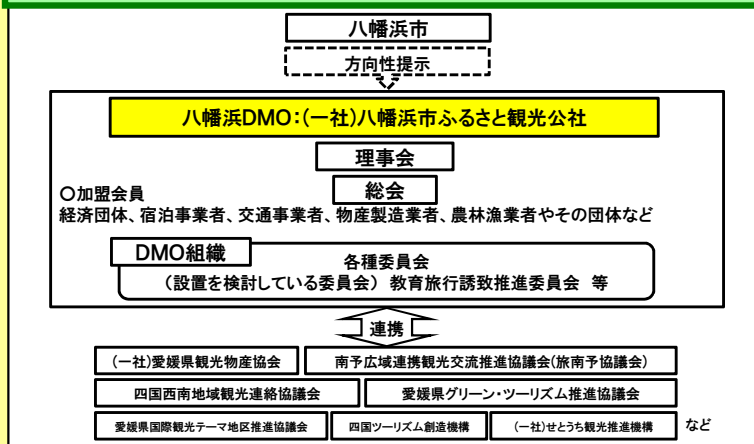 八幡浜市
方向性提示
八幡浜DMO:(一社)八幡浜市ふるさと観光公社
理事会
総会
〇加盟会員
経済団体、宿泊事業者、交通事業者、物産製造業者、農林漁業者やその団体など
DMO組織
各種委員会
(設置を検討している委員会) 教育旅行誘致推進委員会 等
連携
(一社)愛媛県観光物産協会
南予広域連携観光交流推進協議会(旅南予協議会)
四国西南地域観光連絡協議会
愛媛県グリーン・ツーリズム推進協議会
愛媛県国際観光テーマ地区推進協議会
四国ツーリズム創造機構
(一社)せとうち観光推進機構
など